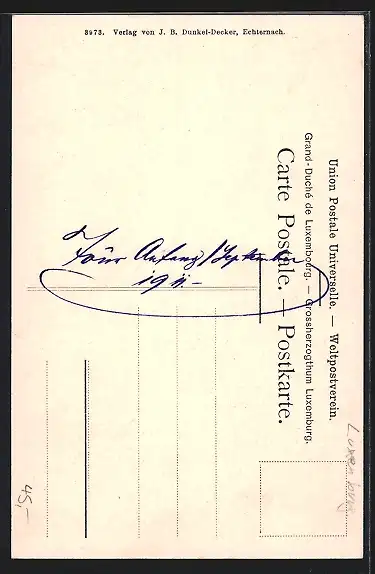 3973. Verlag von J. B. Dunkel-Decker, Echternach.
Union Postale Universelle. — Weltpostverein.
Grand-Duché de Luxembourg. — Grossherzogthum Luxemburg.
Carte Postale. — Postkarte.
Anfang September
1911.-
Luxemburg
45,-